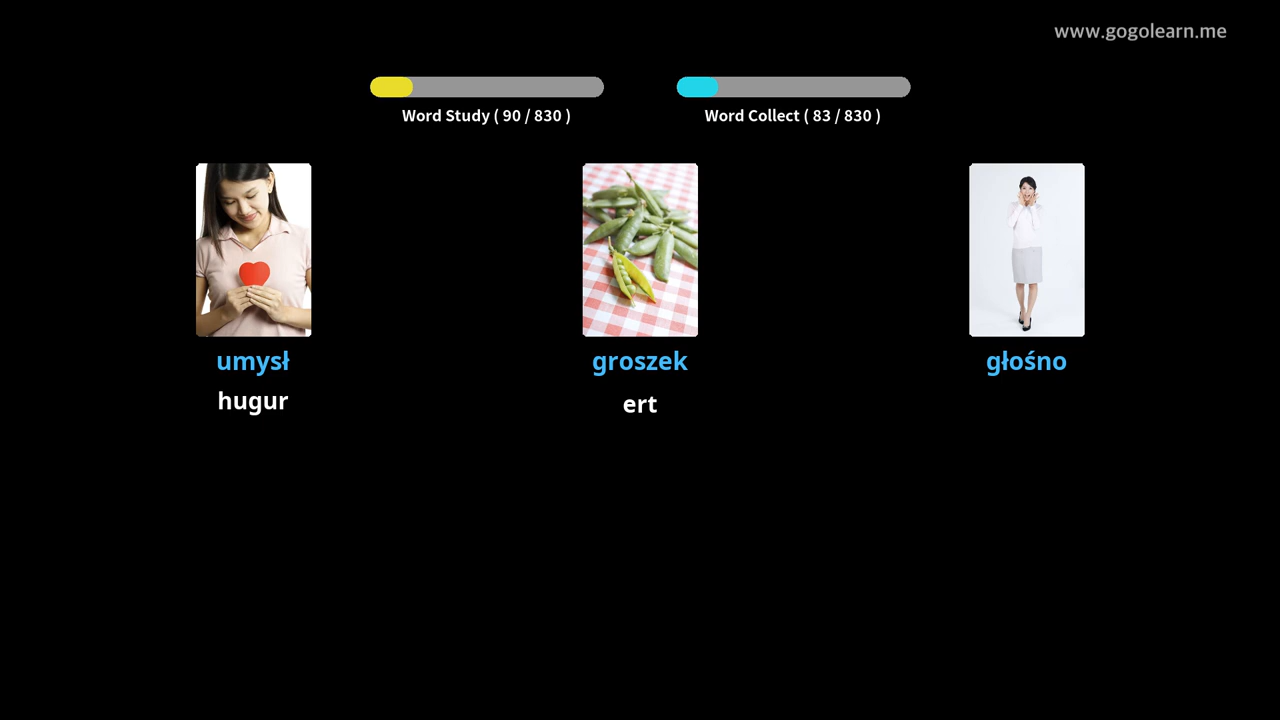 www.gogolearn.me
Word Study ( 90 / 830 )
Word Collect ( 83 / 830 )
umysł
groszek
głośno
hugur
ert